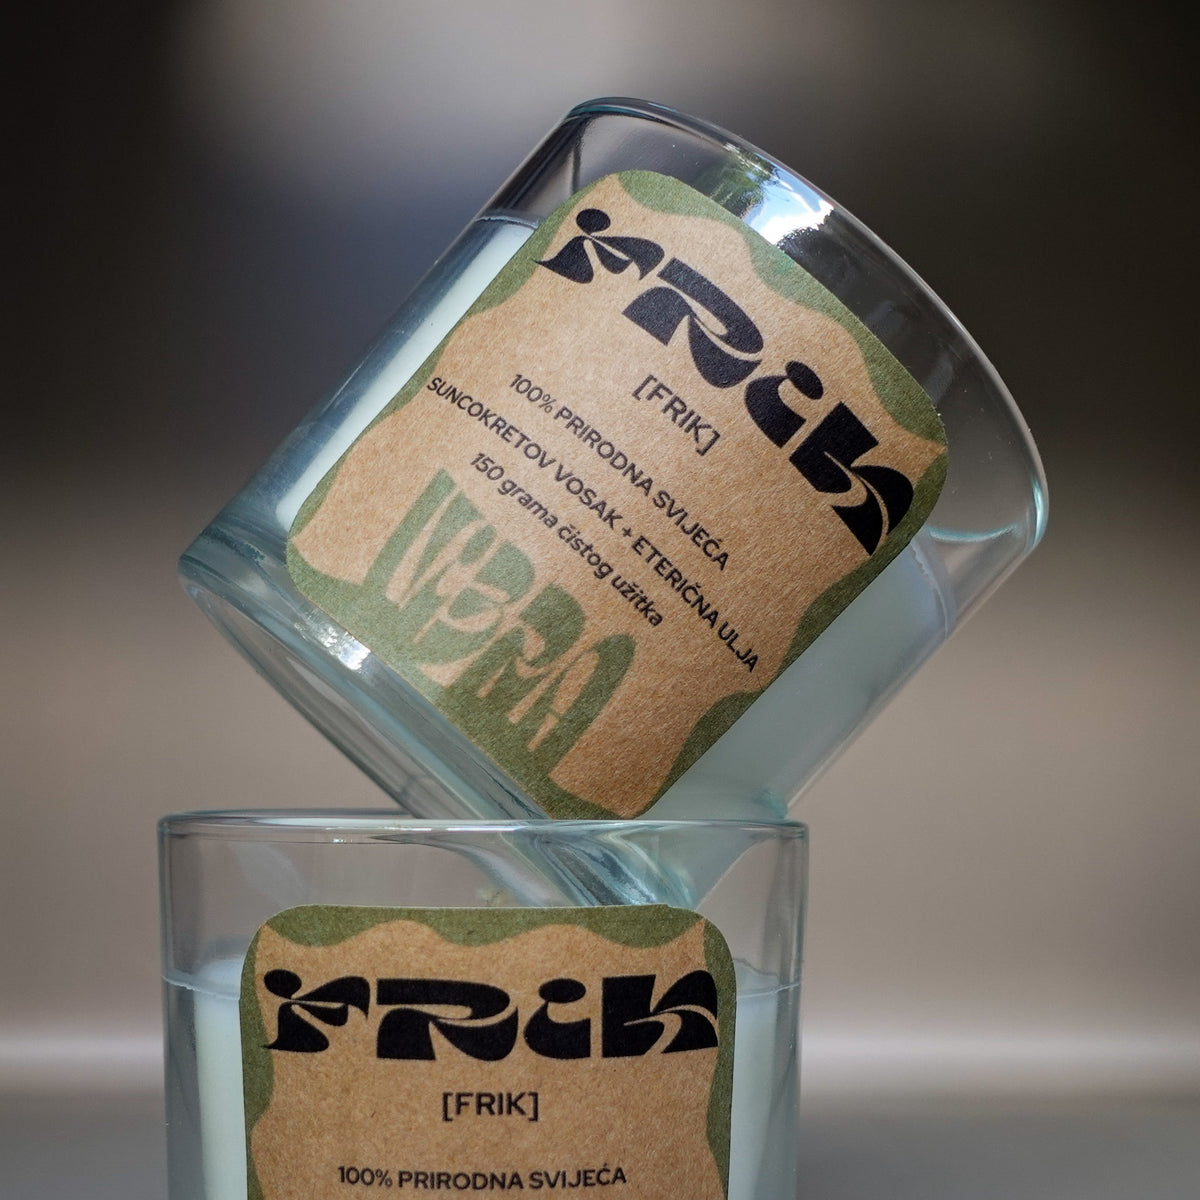 FRiK
[FRIK]
100% PRIRODNA SVIJEĆA
SUNCOKRETOV VOSAK + ETERIČNA ULJA
150 grama čistog užitka
FRiK
[FRIK]
100% PRIRODNA SVIJEĆA